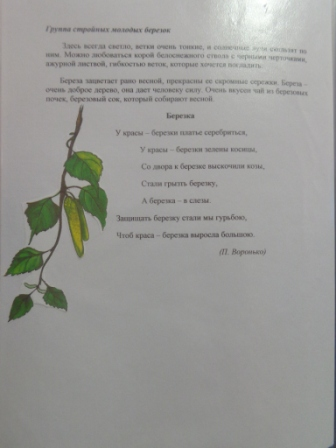 Группа стройных молодых березок
Здесь всегда светло, ветки очень тонкие, и солнечные лучи скользят по
ним. Можно любоваться корой белоснежного ствола с черными черточками,
ажурной листвой, гибкостью веток, которые хочется погладить.
Береза зацветает рано весной, прекрасны ее скромные сережки. Береза –
очень доброе дерево, она дает человеку силу. Очень вкусен чай из березовых
почек, березовый сок, который собирают весной.
Березка
У красы – березки платье серебрится,
У красы – березки зелены косицы,
Со двора к березке выскочили козы,
Стали грызть березку,
А березка – в слезы.
Защищать березку стали мы гурьбою,
Чтоб краса – березка выросла большою.
(П. Воронько)